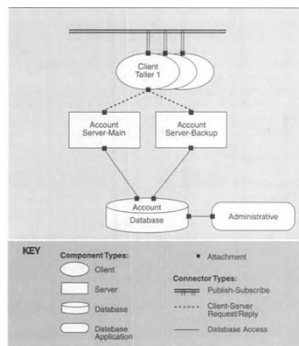 Client
Teller 1
Account
Server-Main
Account
Server-Backup
Account
Database
Administrative
KEY
Component Types:
Client
Server
Database
Database
Application
Attachment
Connector Types:
Publish-Subscribe
Client-Server
Request/Reply
Database Access